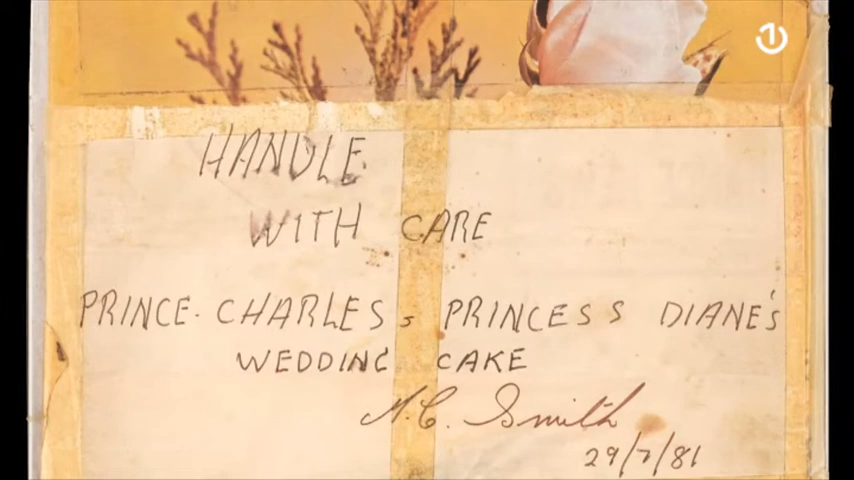 HANDLE
WITH CARE
PRINCE. CHARLES & PRINCESS DIANE'S
WEDDING CAKE
M.C. Smith
29/7/81